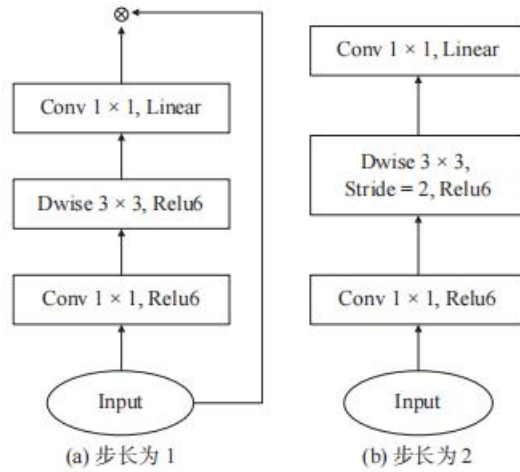 Conv 1 × 1, Linear
Dwise 3 × 3, Relu6
Conv 1 × 1, Relu6
Input
(a) 步长为 1
Conv 1 × 1, Linear
Dwise 3 × 3,
Stride = 2, Relu6
Conv 1 × 1, Relu6
Input
(b) 步长为 2